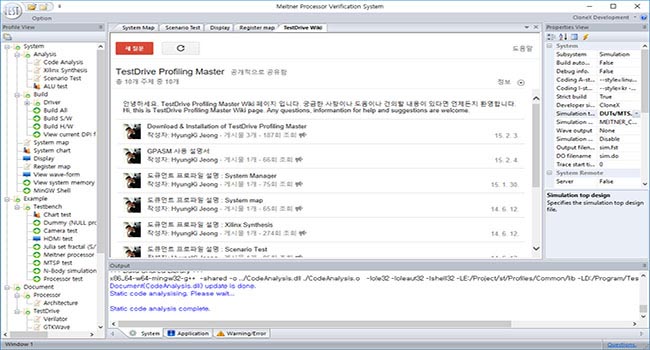 Meitner Processor Verification System
TEST
Option
CloneX Development
Profile View
System
Analysis
Code Analysis
Xilinx Synthesis
Scenario Test
ALU test
Build
Driver
Build All
Build S/W
Build H/W
View current DPI f
System map
System chart
Display
Register map
View wave-form
View system memory
MinGW Shell
Example
Testbench
Chart test
Dummy (NULL proc
Camera test
HDMI test
Julia set fractal (S/
Meitner processor
MTSP test
N-Body simulation
Processor test
Document
Processor
Architecture
TestDrive
Verilator
GTKWave
System Map
Scenario Test
Display
Register map
TestDrive Wiki
새 질문
도움말
TestDrive Profiling Master 공개적으로 공유함
총 10개 주제 중 10개
정보
안녕하세요. TestDrive Profiling Master Wiki 페이지 입니다. 궁금한 사항이나 도움이나 건의할 내용이 있다면 언제든지 환영합니다.
Hi, this is TestDrive Profiling Master Wiki page. Any questions, information for help and suggestions are welcome.
Download & Installation of TestDrive Profiling Master
작성자: HyungKi Jeong · 게시물 3개 · 187회 조회
15. 2. 3.
GPASM 사용 설명서
작성자: HyungKi Jeong · 게시물 1개 · 66회 조회
15. 2. 4.
도큐먼트 프로파일 설명 : System Manager
작성자: HyungKi Jeong · 게시물 1개 · 75회 조회
15. 1. 30.
도큐먼트 프로파일 설명 : System map
작성자: HyungKi Jeong · 게시물 1개 · 65회 조회
14. 6. 12.
도큐먼트 프로파일 설명 : Xilinx Synthesis
작성자: HyungKi Jeong · 게시물 1개 · 274회 조회
14. 6. 12.
도큐먼트 프로파일 설명 : Scenario Test
14. 6. 12.
Properties View
System
Subsystem Simulation
Build auto... False
Debug info. False
Coding A-st... --style=linu...
Coding A-st... --style=kr -...
Strict build True
Developer si... CloneX
Simulation t... DUTs/MTS...
Simulation ... MEITNER_C...
Wave output None
Simulation ... Disable
Output filen... sim.fst
DO filename sim.do
Trace start ti... 0
System Remote
Server False
Simulation top design
Specifies the simulation top design file.
Output
x86_64-w64-mingw32-g++ -shared -o ../CodeAnalysis.dll ./CodeAnalysis.o -lole32 -loleaut32 -lshell32 -LE:/Project/sf/Profiles/Common/lib -LD:/Program/Tes
Document(CodeAnalysis.dll) update is done.
Static code analysising. Please wait...
Static code analysis complete.
System
Application
Warning/Error
Window 1
Questions.